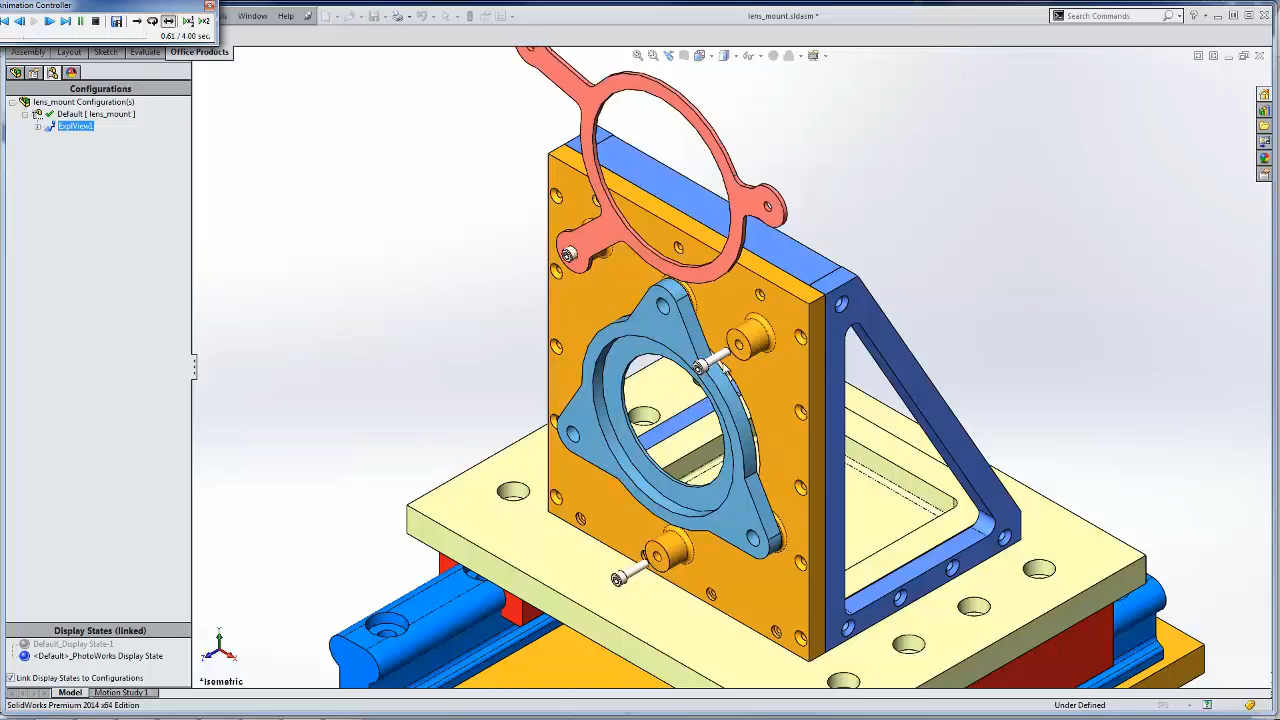 Animation Controller
Window Help
lens_mount.sldasm *
Search Commands
0.61 / 4.00 sec.
Assembly Layout Sketch Evaluate Office Products
Configurations
lens_mount Configuration(s)
Default [ lens_mount ]
ExplView1
Display States (linked)
Default_Display State-1
<Default>_PhotoWorks Display State
Link Display States to Configurations
Y
X
Z
*Isometric
Model Motion Study 1
SolidWorks Premium 2014 x64 Edition
Under Defined
IPS